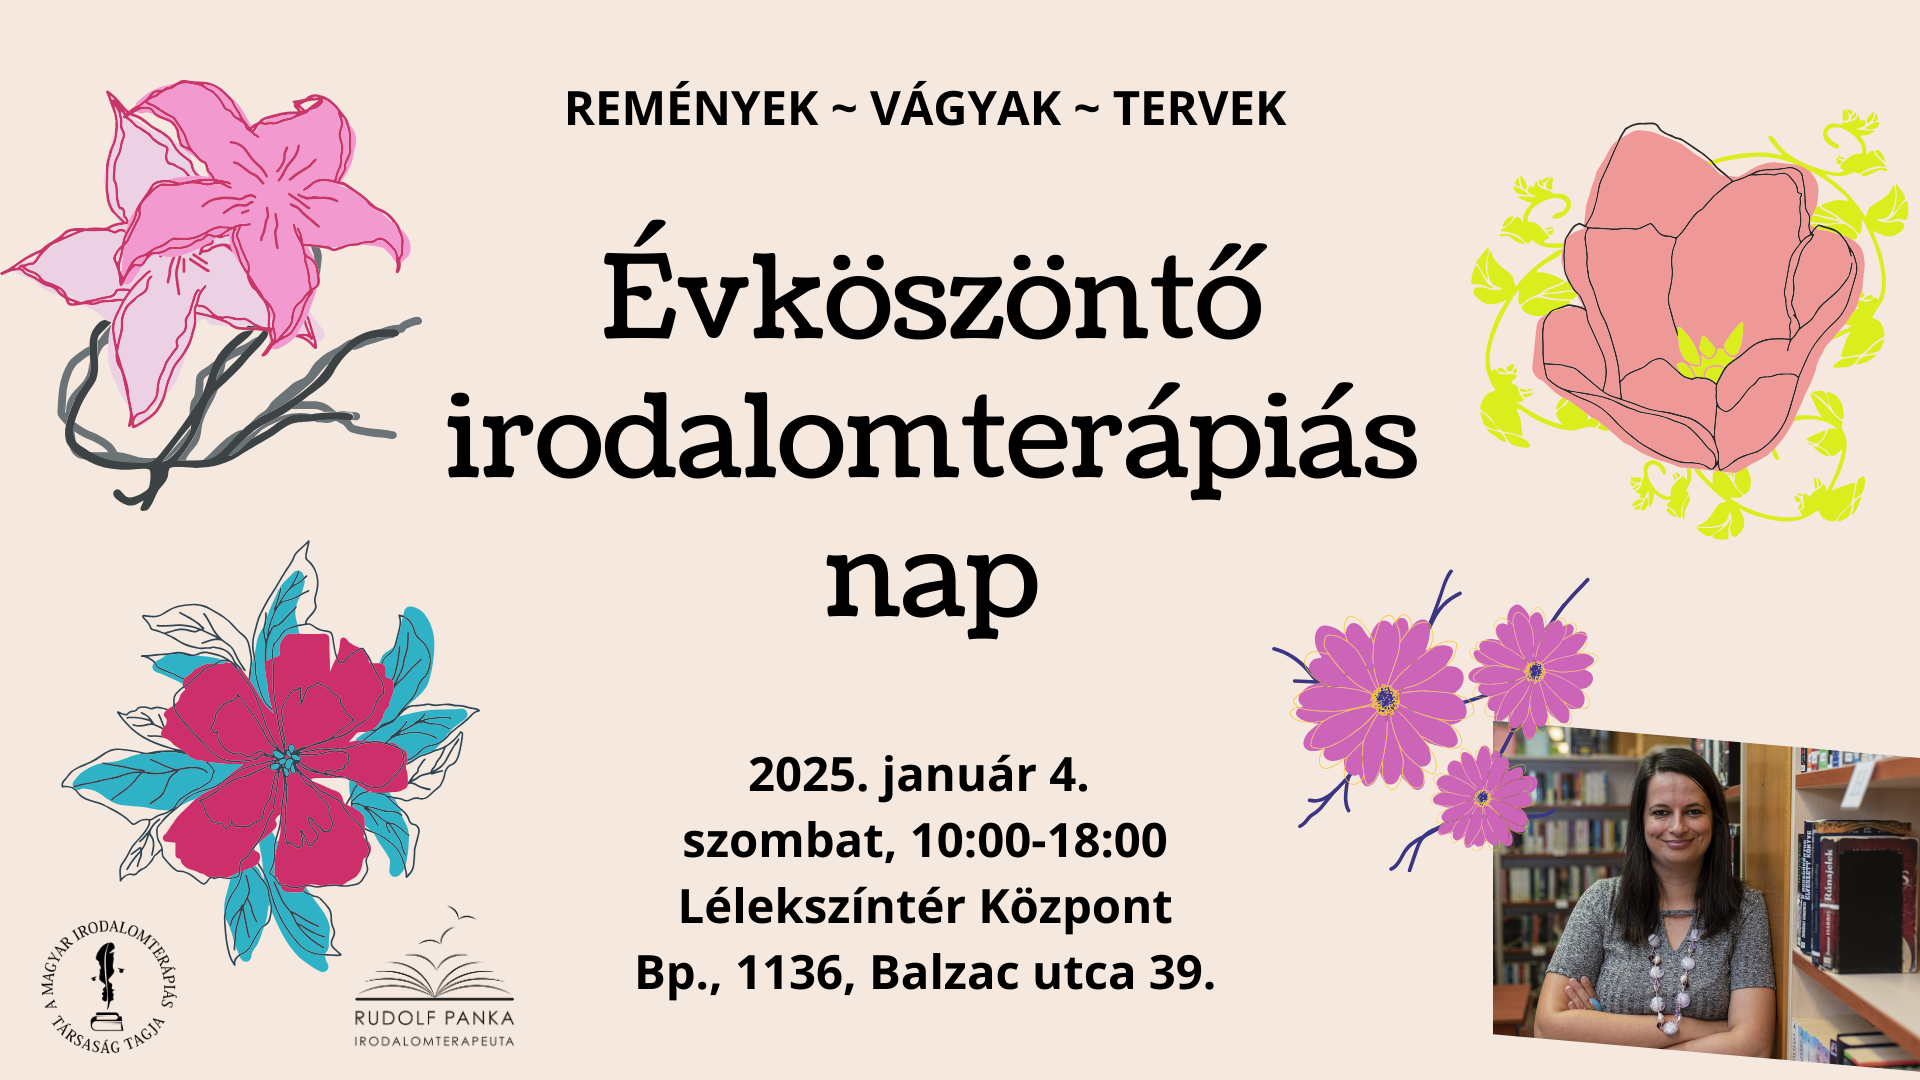 REMÉNYEK ~ VÁGYAK ~ TERVEK
Évköszöntő
irodalomterápiás
nap
2025. január 4.
szombat, 10:00-18:00
Lélekszíntér Központ
Bp., 1136, Balzac utca 39.
A MAGYAR IRODALOMTERÁPIÁS
TÁRSASÁG TAGJA
RUDOLF PANKA
IRODALOMTERAPEUTA
Rúnajelek